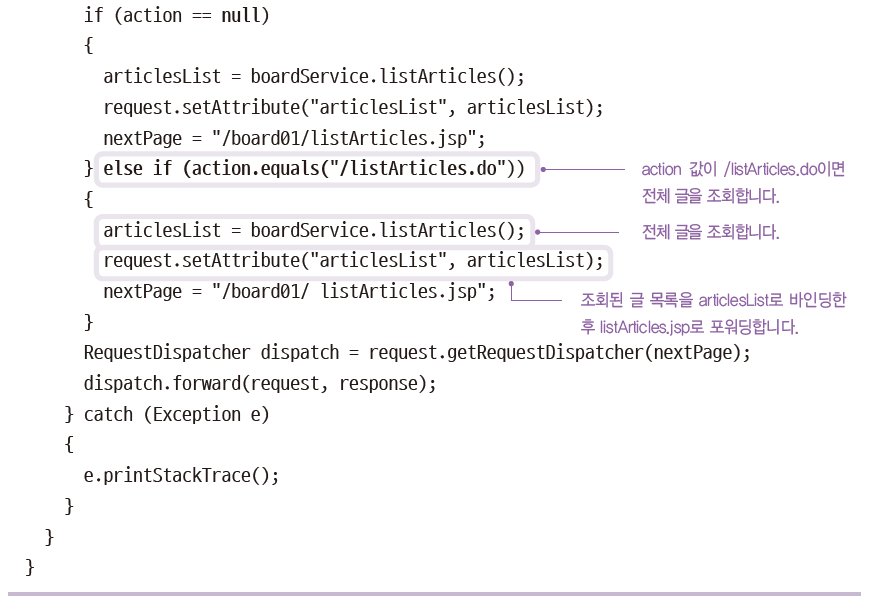 if (action == null)
{
articlesList = boardService.listArticles();
request.setAttribute("articlesList", articlesList);
nextPage = "/board01/listArticles.jsp";
} else if (action.equals("/listArticles.do"))
action 값이 /listArticles.do이면
전체 글을 조회합니다.
{
articlesList = boardService.listArticles();
전체 글을 조회합니다.
request.setAttribute("articlesList", articlesList);
nextPage = "/board01/ listArticles.jsp";
조회된 글 목록을 articlesList로 바인딩한
후 listArticles.jsp로 포워딩합니다.
}
RequestDispatcher dispatch = request.getRequestDispatcher(nextPage);
dispatch.forward(request, response);
} catch (Exception e)
{
e.printStackTrace();
}
}
}